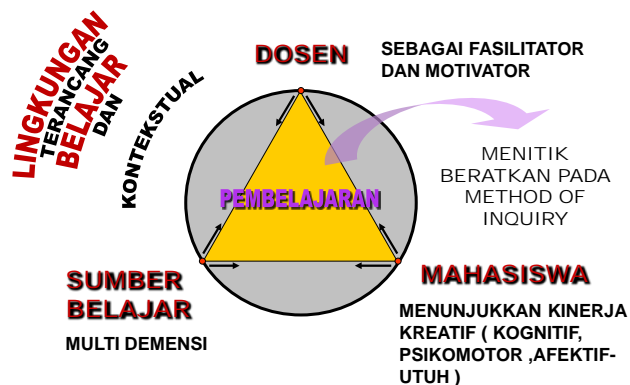 LINGKUNGAN
TERANCANG
BELAJAR
DAN
KONTEKSTUAL
DOSEN
SEBAGAI FASILITATOR
DAN MOTIVATOR
PEMBELAJARAN
MENITIK
BERATKAN PADA
METHOD OF
INQUIRY
SUMBER
BELAJAR
MULTI DEMENSI
MAHASISWA
MENUNJUKKAN KINERJA
KREATIF ( KOGNITIF,
PSIKOMOTOR ,AFEKTIF-
UTUH )